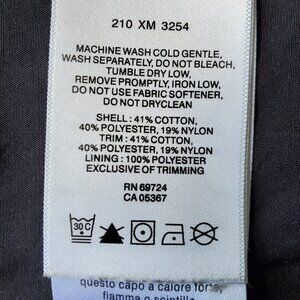 210 XM 3254
MACHINE WASH COLD GENTLE,
WASH SEPARATELY, DO NOT BLEACH,
TUMBLE DRY LOW,
REMOVE PROMPTLY, IRON LOW,
DO NOT USE FABRIC SOFTENER,
DO NOT DRYCLEAN
SHELL : 41% COTTON,
40% POLYESTER, 19% NYLON
TRIM : 41% COTTON,
40% POLYESTER, 19% NYLON
LINING : 100% POLYESTER
EXCLUSIVE OF TRIMMING
RN 69724
CA 05367
30C
questo capo a calore forte,
fiamma o scintille